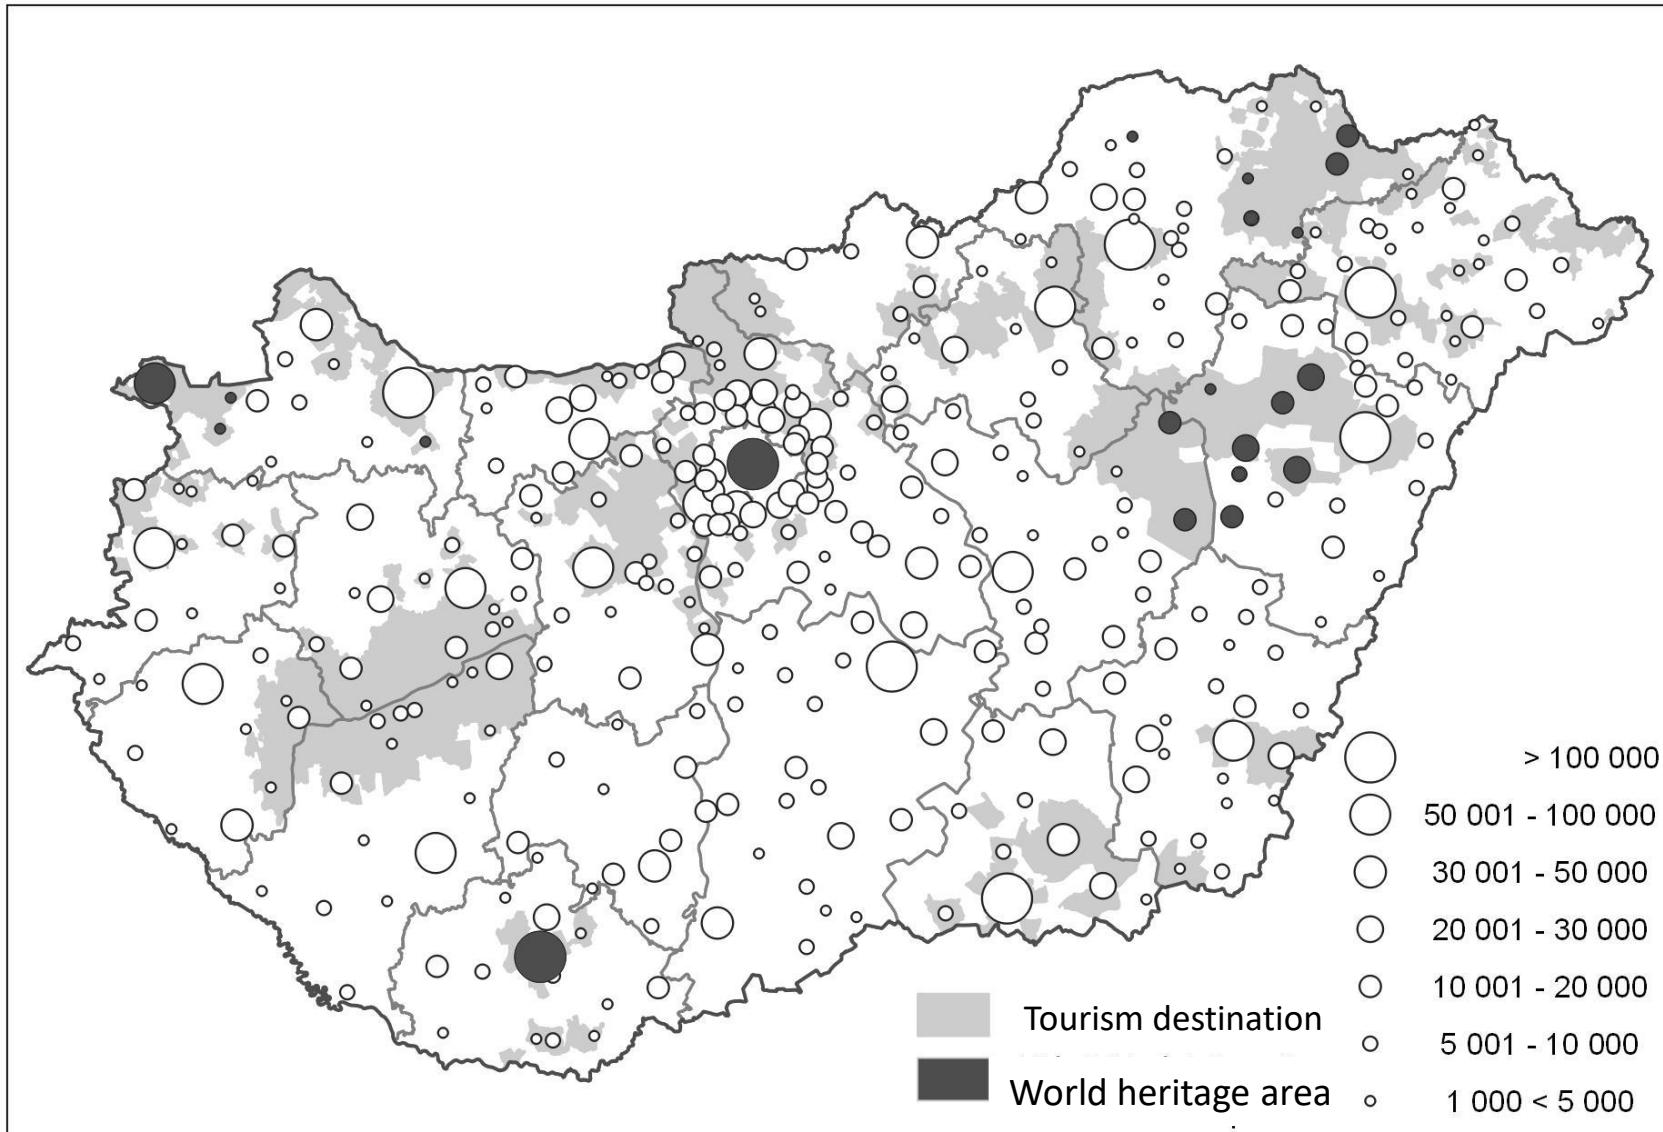 > 100 000
50 001 - 100 000
30 001 - 50 000
20 001 - 30 000
10 001 - 20 000
5 001 - 10 000
1 000 < 5 000
Tourism destination
World heritage area